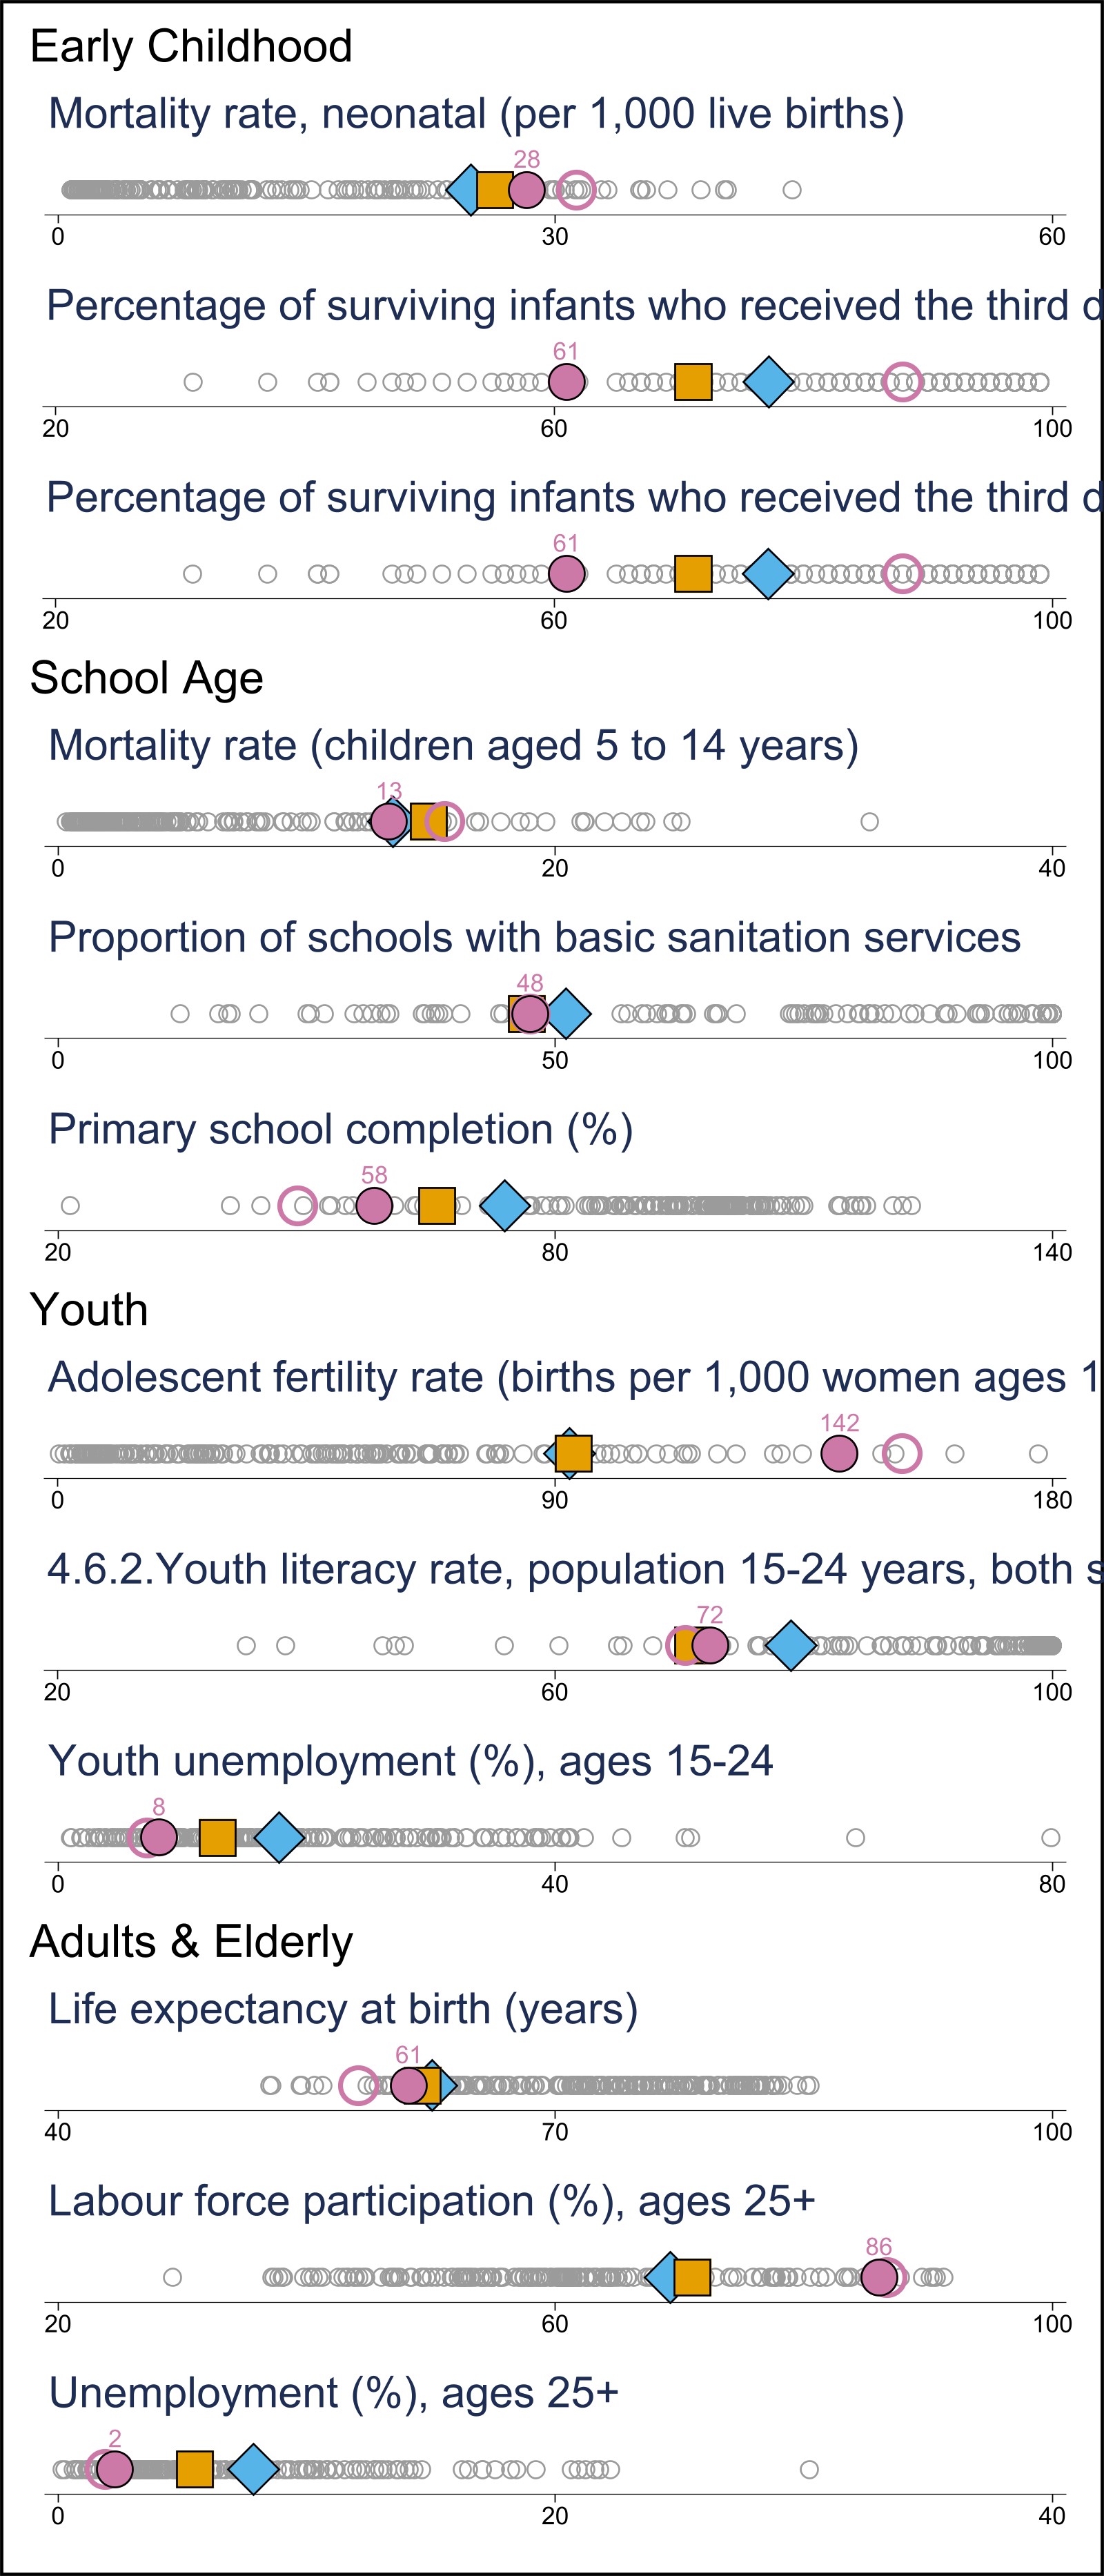 Early Childhood
Mortality rate, neonatal (per 1,000 live births)
28
0 30 60
Percentage of surviving infants who received the third d
61
20 60 100
Percentage of surviving infants who received the third d
61
20 60 100
School Age
Mortality rate (children aged 5 to 14 years)
13
0 20 40
Proportion of schools with basic sanitation services
48
0 50 100
Primary school completion (%)
58
20 80 140
Youth
Adolescent fertility rate (births per 1,000 women ages 1
142
0 90 180
4.6.2.Youth literacy rate, population 15-24 years, both s
72
20 60 100
Youth unemployment (%), ages 15-24
8
0 40 80
Adults & Elderly
Life expectancy at birth (years)
61
40 70 100
Labour force participation (%), ages 25+
86
20 60 100
Unemployment (%), ages 25+
2
0 20 40